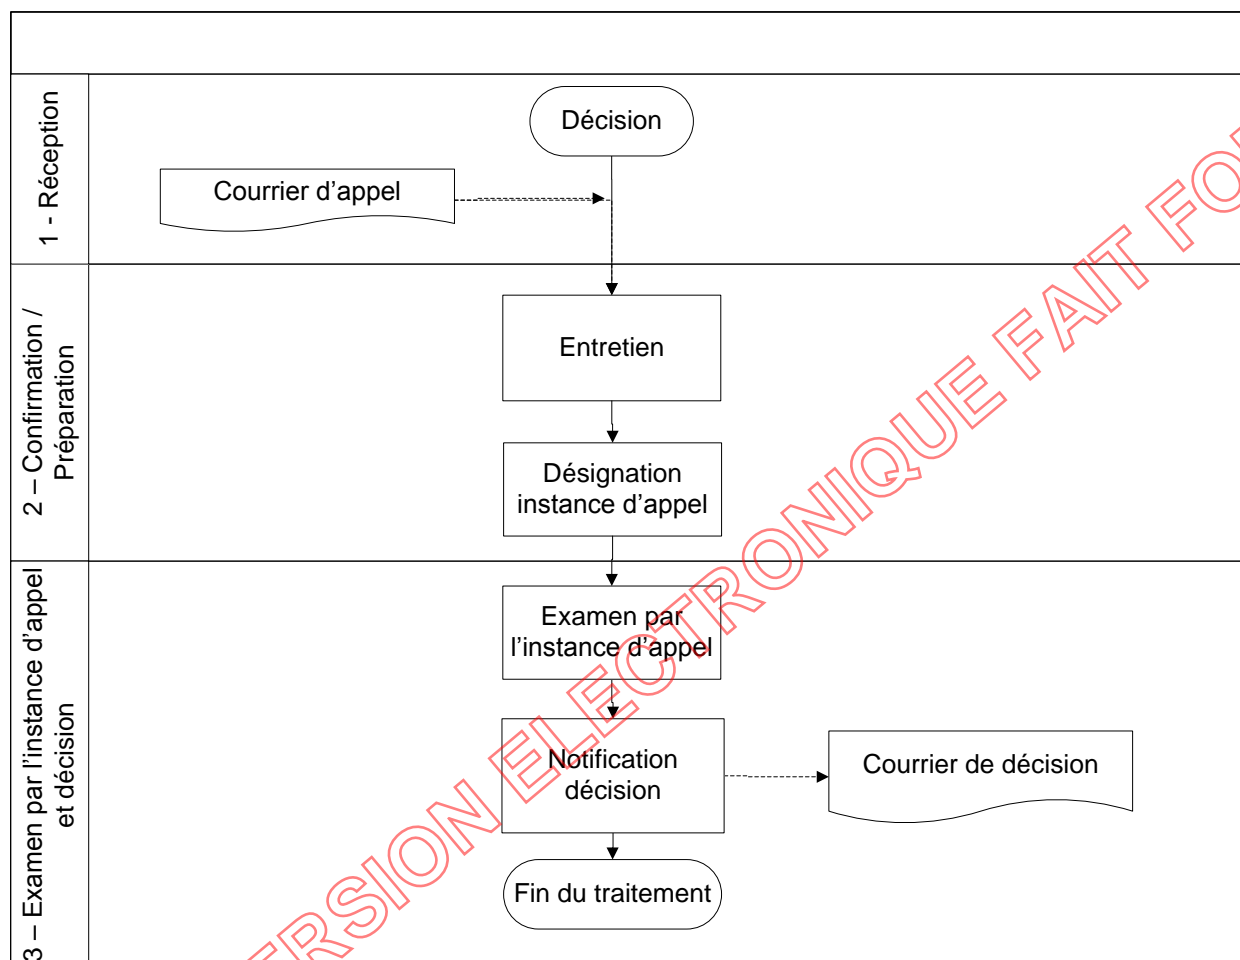 1 - Réception
Décision
Courrier d'appel
2 – Confirmation /
Préparation
Entretien
Désignation
instance d'appel
3 – Examen par l'instance d'appel
et décision
Examen par
l'instance d'appel
Notification
décision
Courrier de décision
Fin du traitement
ERSION ELECTRONIQUE FAIT FO